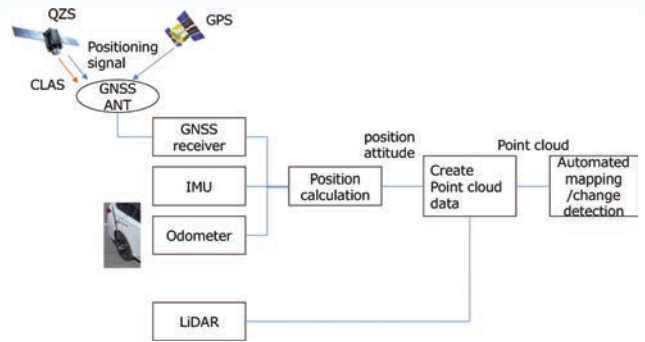 QZS
GPS
Positioning
signal
CLAS
GNSS
ANT
GNSS
receiver
position
attitude
Point cloud
IMU
Position
calculation
Create
Point cloud
data
Automated
mapping
/change
detection
Odometer
LiDAR